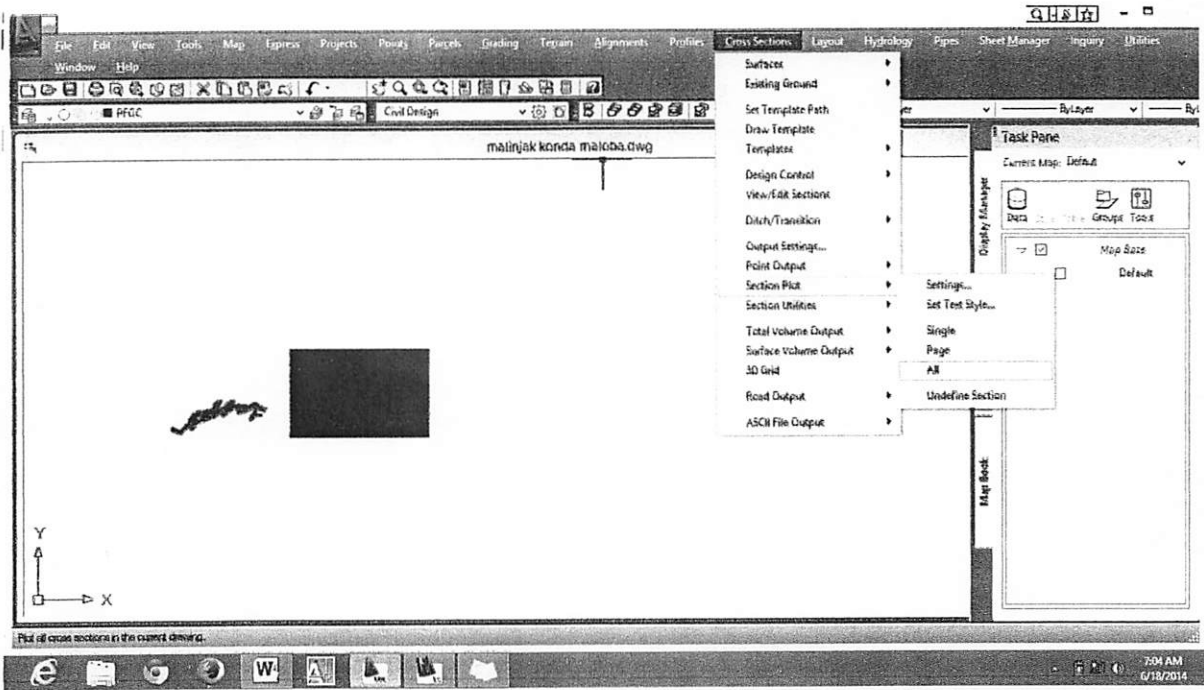 File Edit View Tools Map Express Projects Points Parcels Grading Terrain Alignments Profiles Cross Sections Layout Hydrology Pipes Sheet Manager Inquiry Utilities
Window Help
PFGC Civil Design ByLayer
malinjak konda maloba.dwg
Surfaces
Existing Ground
Set Template Path
Draw Template
Templates
Design Control
View/Edit Sections
Ditch/Transition
Output Settings...
Point Output
Section Plot
Section Utilities
Total Volume Output
Surface Volume Output
3D Grid
Road Output
ASCII File Output
Settings...
Set Text Style...
Single
Page
All
Undefine Section
Task Pane
Current Map: Default
Data Groups Tools
Map Base
Default
Display Manager
Map Book
Y
X
Plot all cross sections in the current drawing.
W
7:04 AM
6/18/2014